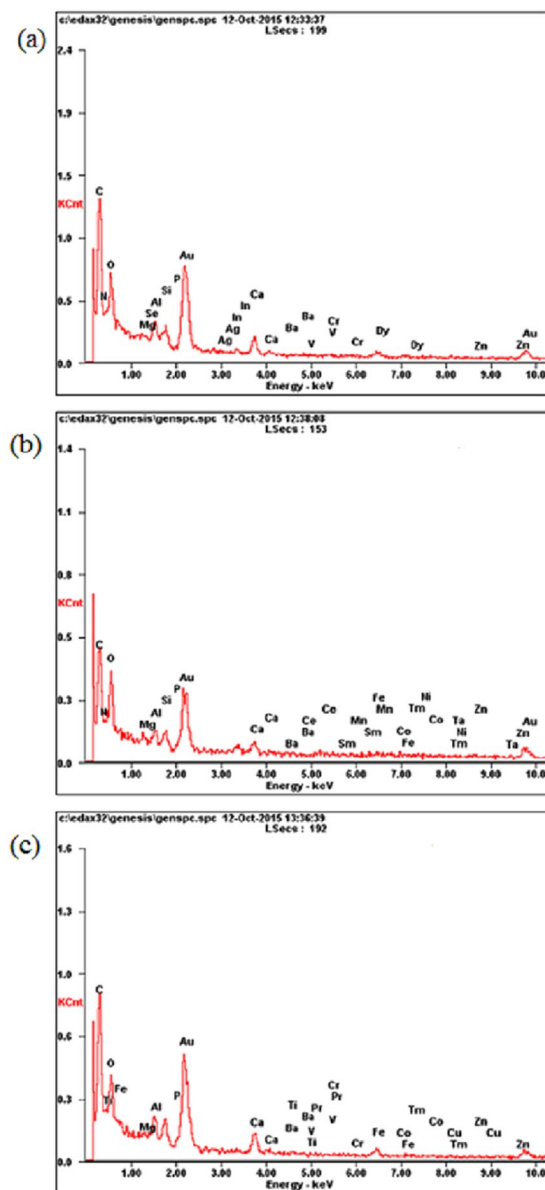 (a)
c:\edax32\genesis\genspc.spc 12-Oct-2015 12:33:37
LSecs : 199
2.4
1.9
1.5
KCnt
1.0
0.5
0.0
C
O
N
Mg
Se
Al
Si
P
Au
Ag
Ag
In
In
Ca
Ca
Ba
Ba
V
Cr
V
Cr
Dy
Dy
Zn
Zn
Au
1.00 2.00 3.00 4.00 5.00 6.00 7.00 8.00 9.00 10.0
Energy - keV
(b)
c:\edax32\genesis\genspc.spc 12-Oct-2015 12:38:08
LSecs : 153
1.4
1.1
0.8
KCnt
0.5
0.3
0.0
C
O
N
Mg
Al
Si
P
Au
Ca
Ca
Ba
Ce
Ba
Ce
Sm
Mn
Sm
Fe
Mn
Co
Fe
Tm
Ni
Co
Ta
Ni
Tm
Zn
Ta
Zn
Au
1.00 2.00 3.00 4.00 5.00 6.00 7.00 8.00 9.00 10.0
Energy - keV
(c)
c:\edax32\genesis\genspc.spc 12-Oct-2015 13:36:39
LSecs : 192
1.6
1.3
1.0
KCnt
0.6
0.3
0.0
C
O
Ti
Fe
Mg
Al
P
Au
Ca
Ca
Ti
Ba
Ba
Pr
V
Ti
Cr
Pr
V
Cr
Fe
Co
Fe
Tm
Co
Cu
Tm
Zn
Cu
Zn
1.00 2.00 3.00 4.00 5.00 6.00 7.00 8.00 9.00 10.0
Energy - keV